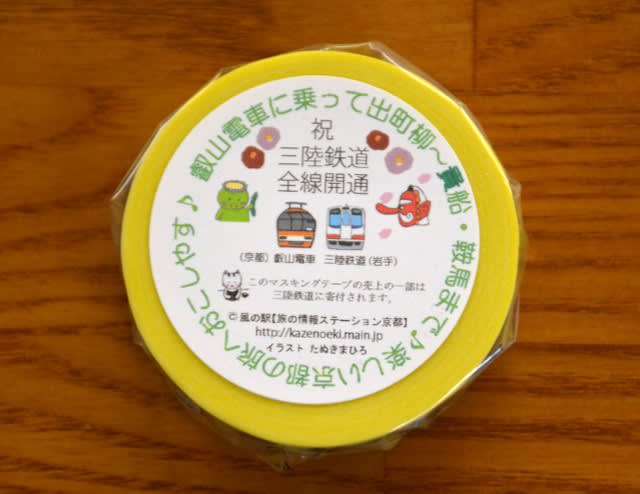 叡山電車に乗って出町柳～貴船・鞍馬まで♪楽しい京都の旅へおこしやす♪
祝
三陸鉄道
全線開通
(京都) 叡山電車 三陸鉄道(岩手)
このマスキングテープの売上の一部は
三陸鉄道に寄付されます。
©風の駅【旅の情報ステーション京都】
http://kazenoeki.main.jp
イラスト たぬきまひろ